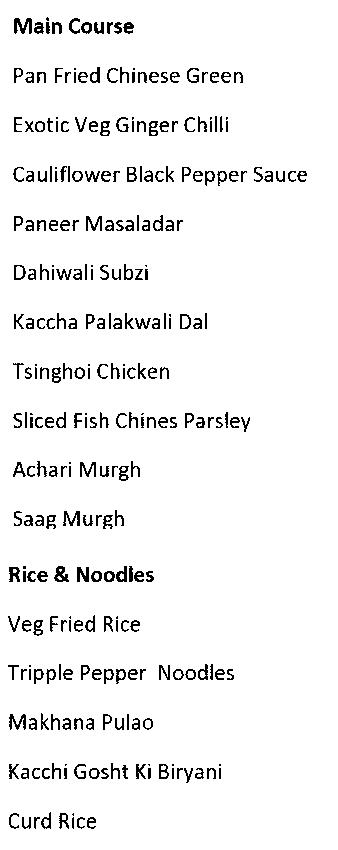 Main Course
Pan Fried Chinese Green
Exotic Veg Ginger Chilli
Cauliflower Black Pepper Sauce
Paneer Masaladar
Dahiwali Subzi
Kaccha Palakwali Dal
Tsinghoi Chicken
Sliced Fish Chines Parsley
Achari Murgh
Saag Murgh
Rice & Noodles
Veg Fried Rice
Tripple Pepper  Noodles
Makhana Pulao
Kacchi Gosht Ki Biryani
Curd Rice